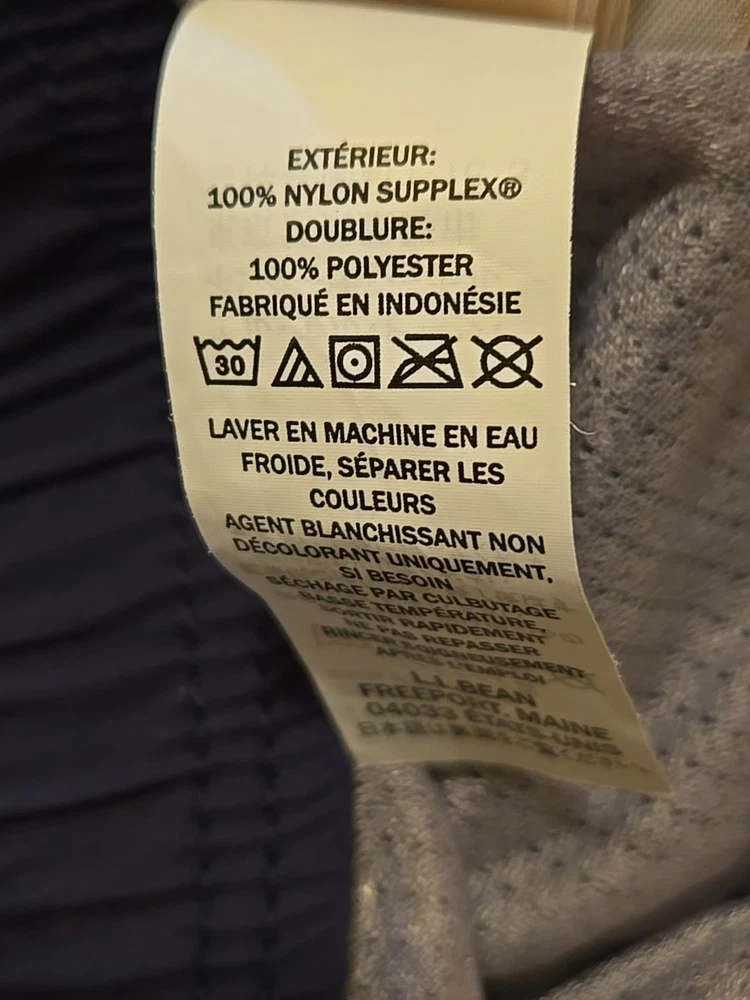 EXTÉRIEUR:
100% NYLON SUPPLEX®
DOUBLURE:
100% POLYESTER
FABRIQUÉ EN INDONÉSIE
30
LAVER EN MACHINE EN EAU
FROIDE, SÉPARER LES
COULEURS
AGENT BLANCHISSANT NON
DÉCOLORANT UNIQUEMENT,
SI BESOIN
SÉCHAGE PAR CULBUTAGE
BASSE TEMPÉRATURE,
SORTIR RAPIDEMENT
NE PAS REPASSER
RINCER SOIGNEUSEMENT
APRÈS L'EMPLOI
L.L.BEAN
FREEPORT, MAINE
04033 ÉTATS-UNIS